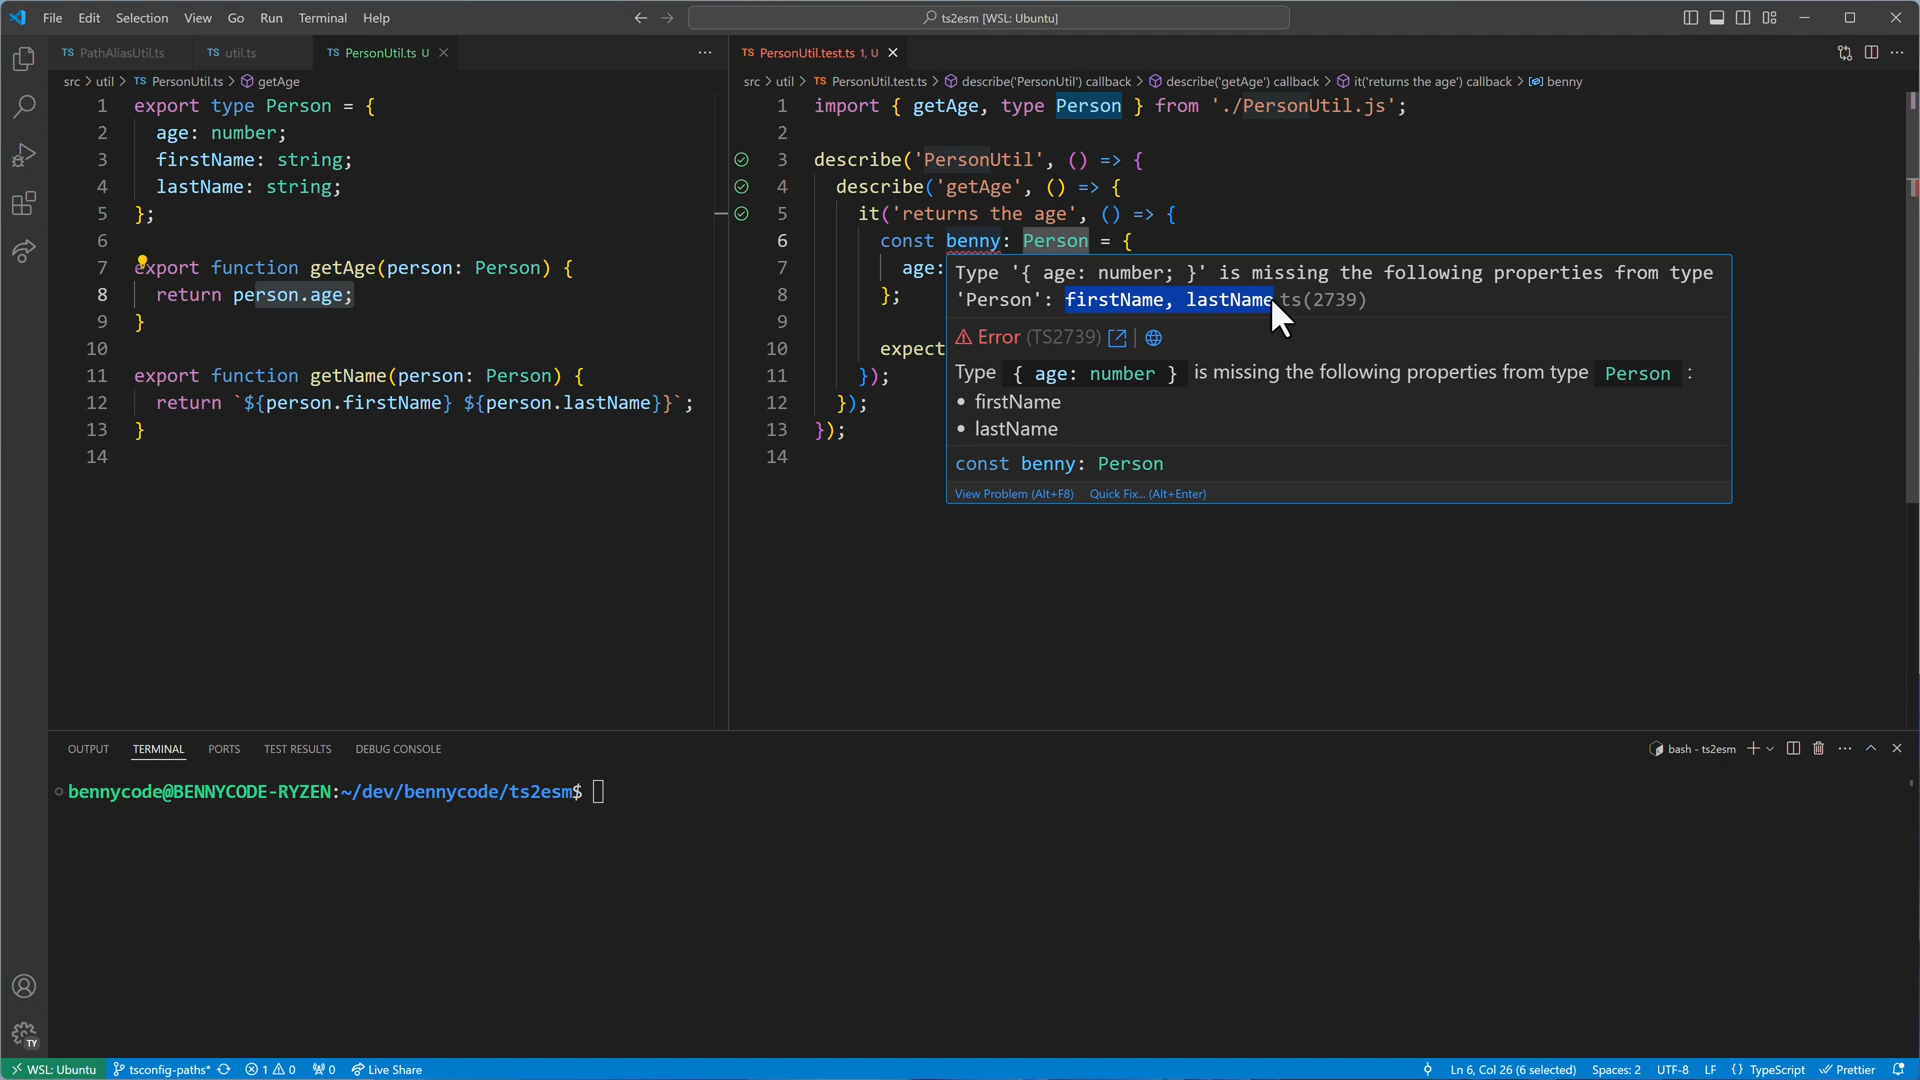 File Edit Selection View Go Run Terminal Help
ts2esm [WSL: Ubuntu]
TS PathAliasUtil.ts TS util.ts TS PersonUtil.ts U
src > util > TS PersonUtil.ts > getAge
1 export type Person = {
2 age: number;
3 firstName: string;
4 lastName: string;
5 };
6
7 export function getAge(person: Person) {
8 return person.age;
9 }
10
11 export function getName(person: Person) {
12 return `${person.firstName} ${person.lastName}}`;
13 }
14
TS PersonUtil.test.ts 1, U
src > util > TS PersonUtil.test.ts > describe('PersonUtil') callback > describe('getAge') callback > it('returns the age') callback > benny
1 import { getAge, type Person } from './PersonUtil.js';
2
3 describe('PersonUtil', () => {
4 describe('getAge', () => {
5 it('returns the age', () => {
6 const benny: Person = {
7 age:
8 };
9
10 expect
11 });
12 });
13 });
14
Type '{ age: number; }' is missing the following properties from type
'Person': firstName, lastName ts(2739)
Error (TS2739)
Type { age: number } is missing the following properties from type Person :
• firstName
• lastName
const benny: Person
View Problem (Alt+F8) Quick Fix... (Alt+Enter)
OUTPUT TERMINAL PORTS TEST RESULTS DEBUG CONSOLE
bash - ts2esm
bennycode@BENNYCODE-RYZEN:~/dev/bennycode/ts2esm$
TY
WSL: Ubuntu tsconfig-paths* 1 0 0 Live Share
Ln 6, Col 26 (6 selected) Spaces: 2 UTF-8 LF {} TypeScript Prettier